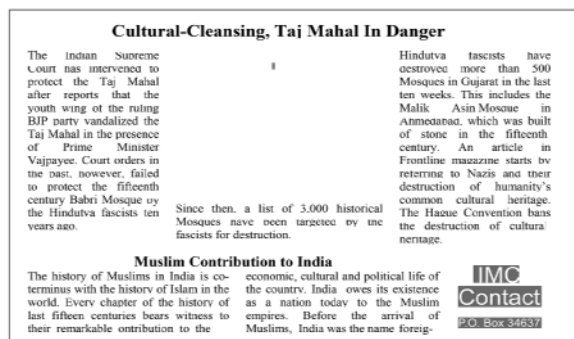 Cultural-Cleansing, Taj Mahal In Danger
The Indian Supreme
Court has intervened to
protect the Taj Mahal
after reports that the
youth wing of the ruling
BJP party vandalized the
Taj Mahal in the presence
of Prime Minister
Vajpayee. Court orders in
the past, however, failed
to protect the fifteenth
century Babri Mosque by
the Hindutva fascists ten
years ago.
Since then, a list of 3,000 historical
Mosques have been targeted by the
fascists for destruction.
Hindutva fascists have
destroyed more than 500
Mosques in Gujarat in the last
ten weeks. This includes the
Malik Asin Mosque in
Ahmedabad, which was built
of stone in the fifteenth
century. An article in
Frontline magazine starts by
referring to Nazis and their
destruction of humanity's
common cultural heritage.
The Hague Convention bans
the destruction of cultural
heritage.
Muslim Contribution to India
The history of Muslims in India is co-
terminus with the history of Islam in the
world. Every chapter of the history of
last fifteen centuries bears witness to
their remarkable ontribution to the
economic, cultural and political life of
the country. India owes its existence
as a nation today to the Muslim
empires. Before the arrival of
Muslims, India was the name foreig-
IMC
Contact
P.O. Box 34637